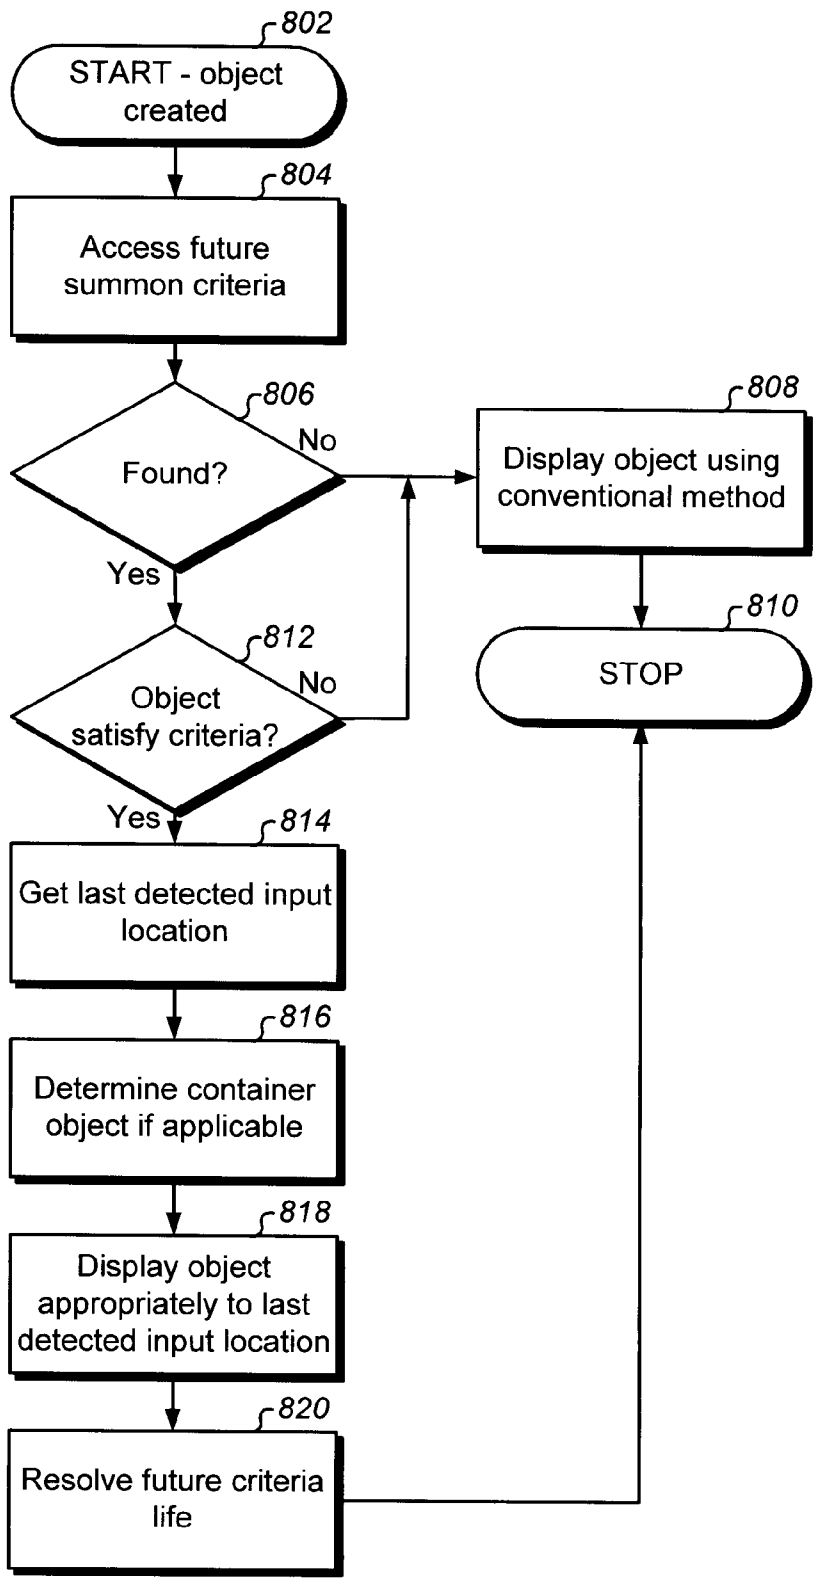 802
START - object
created
804
Access future
summon criteria
806
No
Found?
Yes
808
Display object using
conventional method
810
STOP
812
No
Object
satisfy criteria?
Yes
814
Get last detected input
location
816
Determine container
object if applicable
818
Display object
appropriately to last
detected input location
820
Resolve future criteria
life